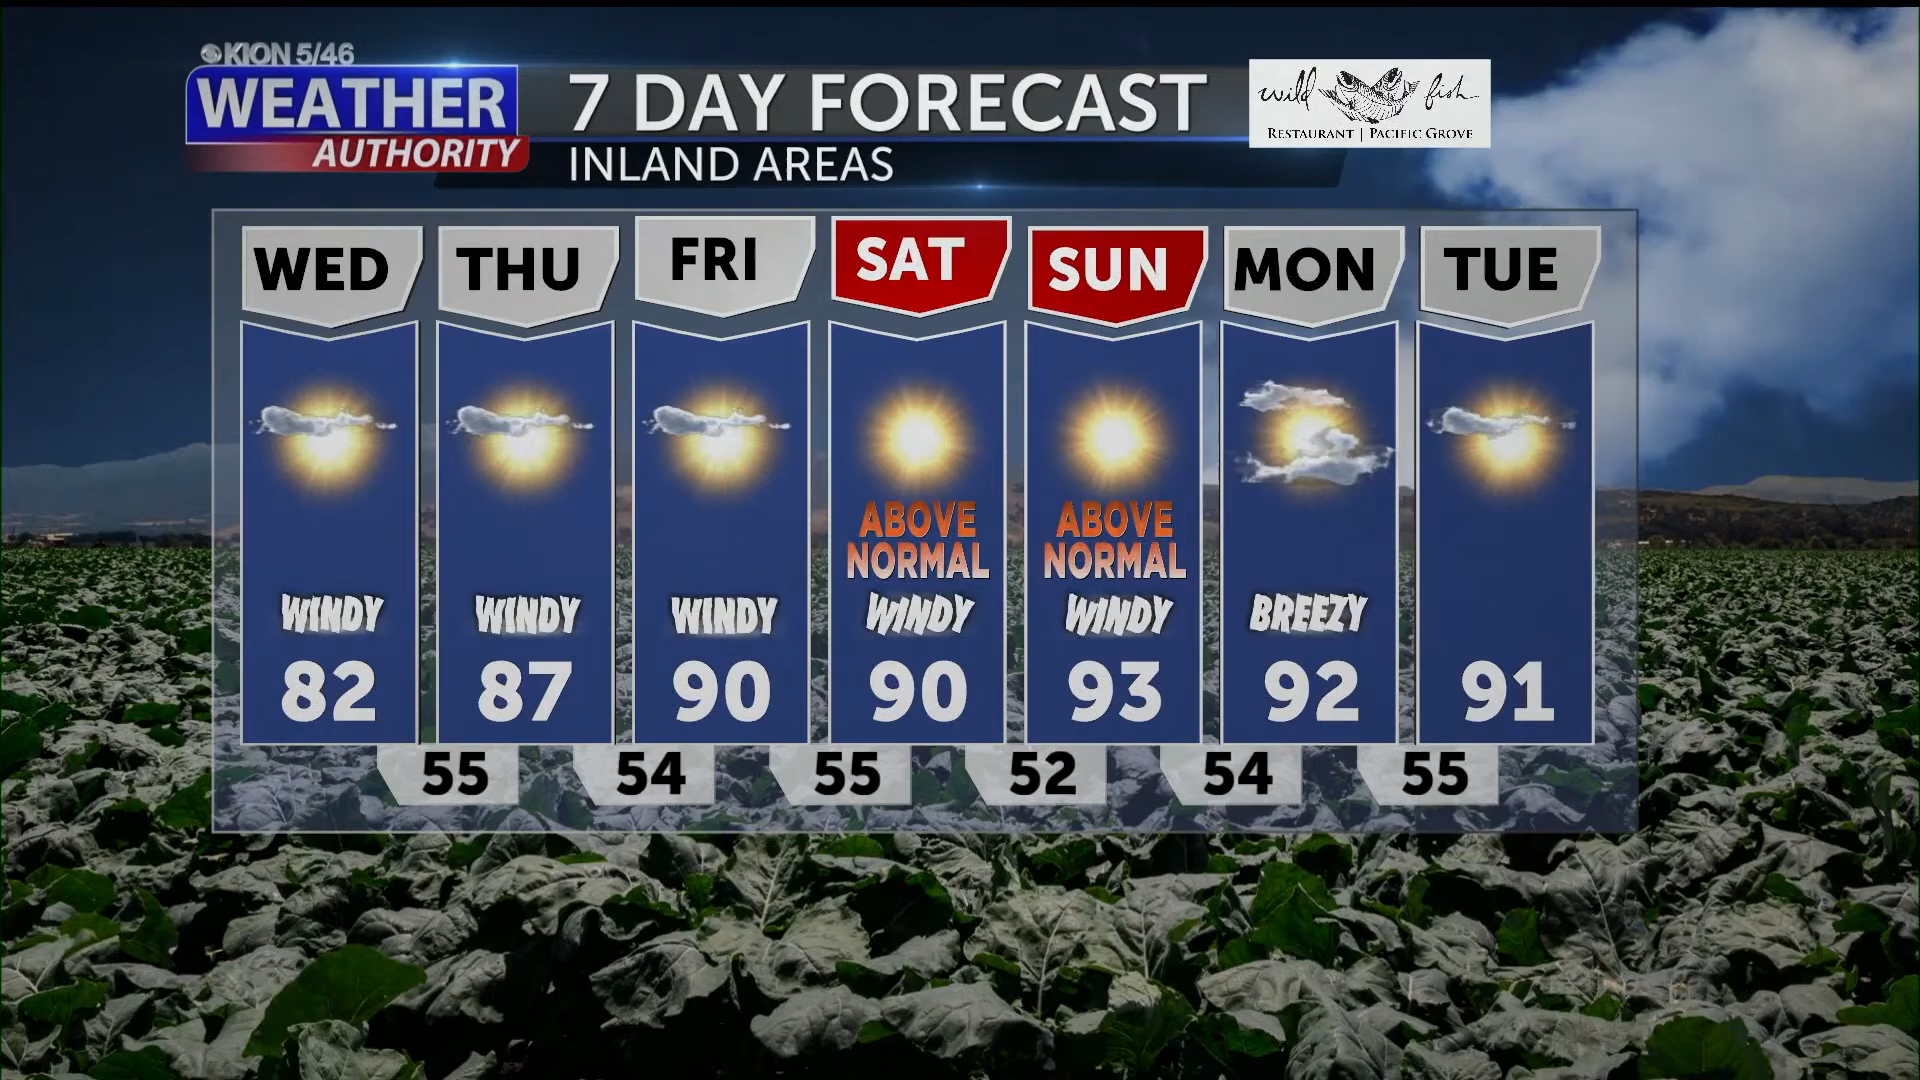 KION 5/46
WEATHER
AUTHORITY
7 DAY FORECAST
INLAND AREAS
wild fish
RESTAURANT | PACIFIC GROVE
WED THU FRI SAT SUN MON TUE
ABOVE NORMAL ABOVE NORMAL
WINDY WINDY WINDY WINDY WINDY BREEZY
82 87 90 90 93 92 91
55 54 55 52 54 55